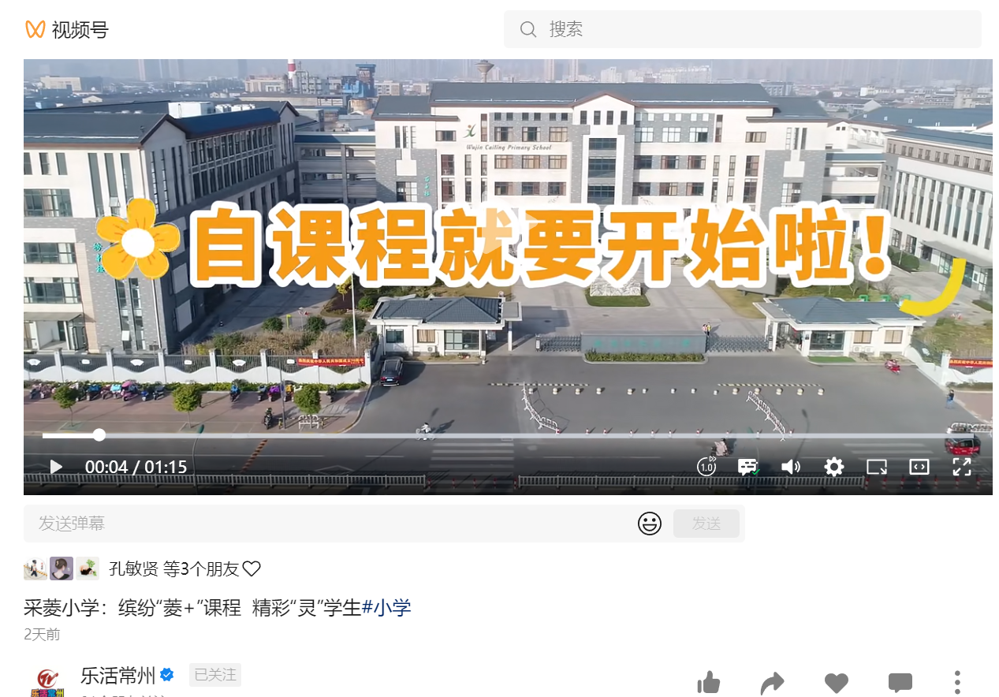 视频号
搜索
Wujin Cailing Primary School
自课程就要开始啦!
00:04 / 01:15
1.0
发送弹幕
发送
孔敏贤 等3个朋友
采菱小学：缤纷“菱+”课程 精彩“灵”学生#小学
2天前
乐活常州
已关注